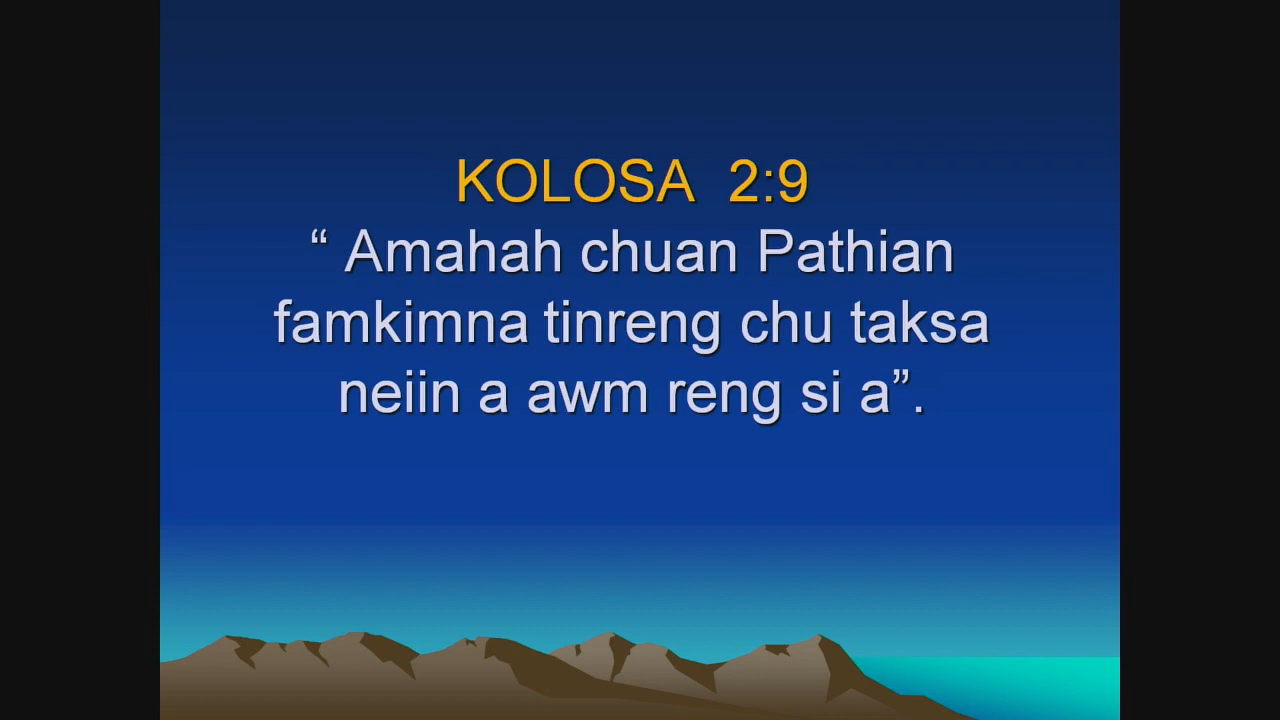 KOLOSA 2:9
“ Amahah chuan Pathian
famkimna tinreng chu taksa
neiin a awm reng si a”.